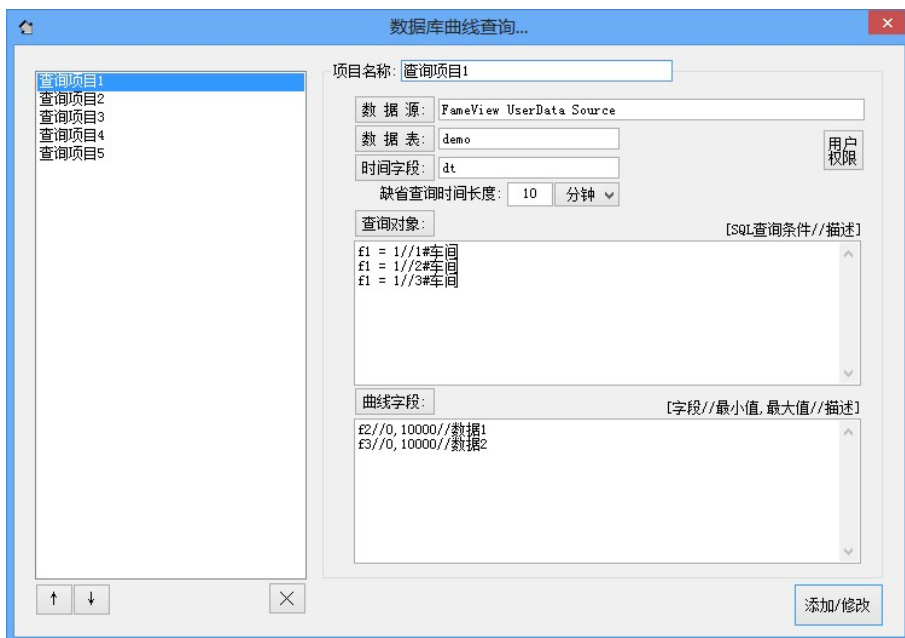 数据库曲线查询...
查询项目1
查询项目2
查询项目3
查询项目4
查询项目5
项目名称: 查询项目1
数 据 源: FameView UserData Source
数 据 表: demo
时间字段: dt
用户
权限
缺省查询时间长度: 10 分钟
查询对象: [SQL查询条件//描述]
f1 = 1//1#车间
f1 = 1//2#车间
f1 = 1//3#车间
曲线字段: [字段//最小值,最大值//描述]
f2//0,10000//数据1
f3//0,10000//数据2
添加/修改